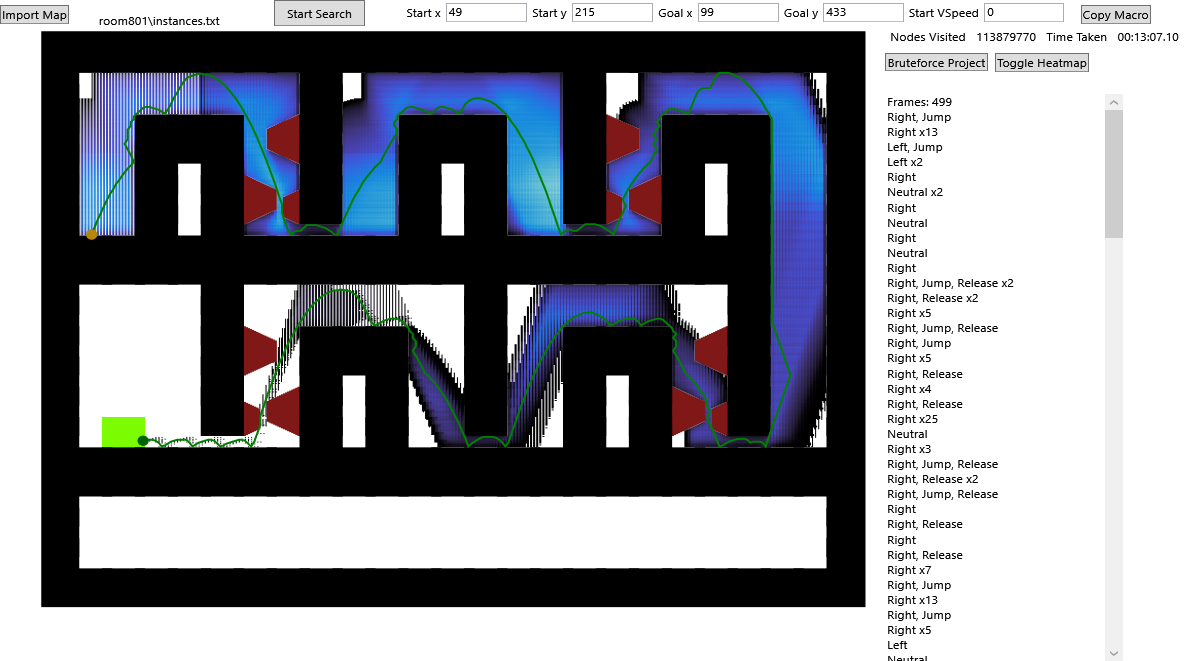 Import Map
room801\instances.txt
Start Search
Start x 49 Start y 215 Goal x 99 Goal y 433 Start VSpeed 0
Copy Macro
Nodes Visited 113879770 Time Taken 00:13:07.10
Bruteforce Project Toggle Heatmap
Frames: 499
Right, Jump
Right x13
Left, Jump
Left x2
Right
Neutral x2
Right
Neutral
Right
Neutral
Right
Right, Jump, Release x2
Right, Release x2
Right x5
Right, Jump, Release
Right, Jump
Right x5
Right, Release
Right x4
Right, Release
Right x25
Neutral
Right x3
Right, Jump, Release
Right, Release x2
Right, Jump, Release
Right
Right, Release
Right
Right, Release
Right x7
Right, Jump
Right x13
Right, Jump
Right x5
Left
Neutral